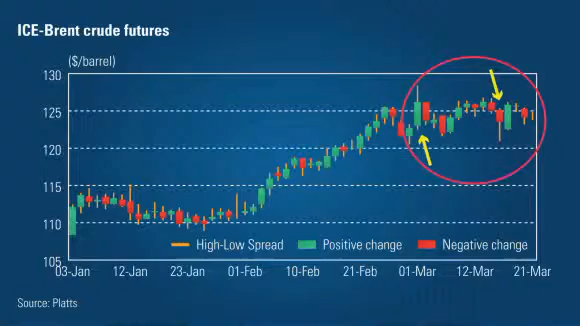 ICE-Brent crude futures
($/barrel)
130
125
120
115
110
105
High-Low Spread Positive change Negative change
03-Jan 12-Jan 23-Jan 01-Feb 10-Feb 21-Feb 01-Mar 12-Mar 21-Mar
Source: Platts